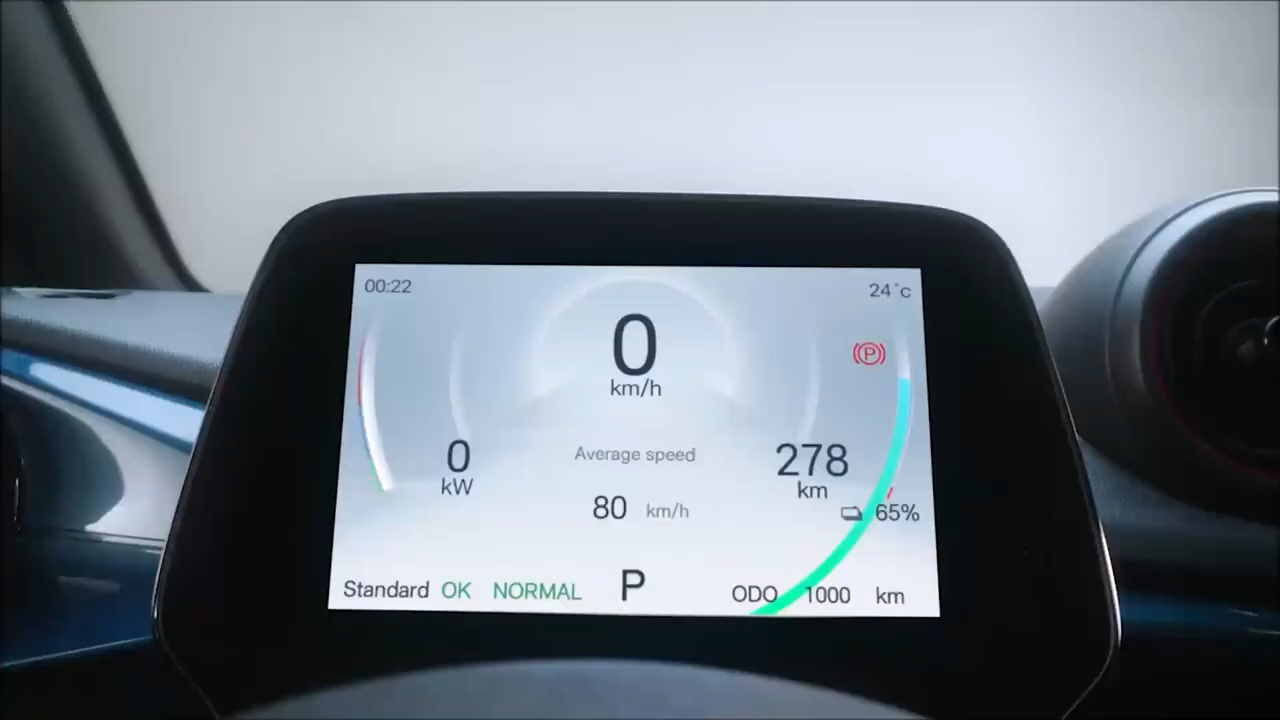 00:22
24°c
0
km/h
(P)
0
kW
Average speed
278
km
80 km/h
65%
Standard OK NORMAL
P
ODO 1000 km